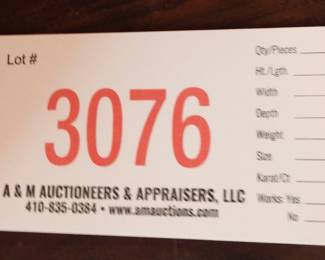 Lot #
3076
A & M AUCTIONEERS & APPRAISERS, LLC
410-835-0384 • www.amauctions.com
Qty/Pieces
Ht./Lgth.
Width
Depth
Weight
Size
Karat/Ct
Works: Yes
No